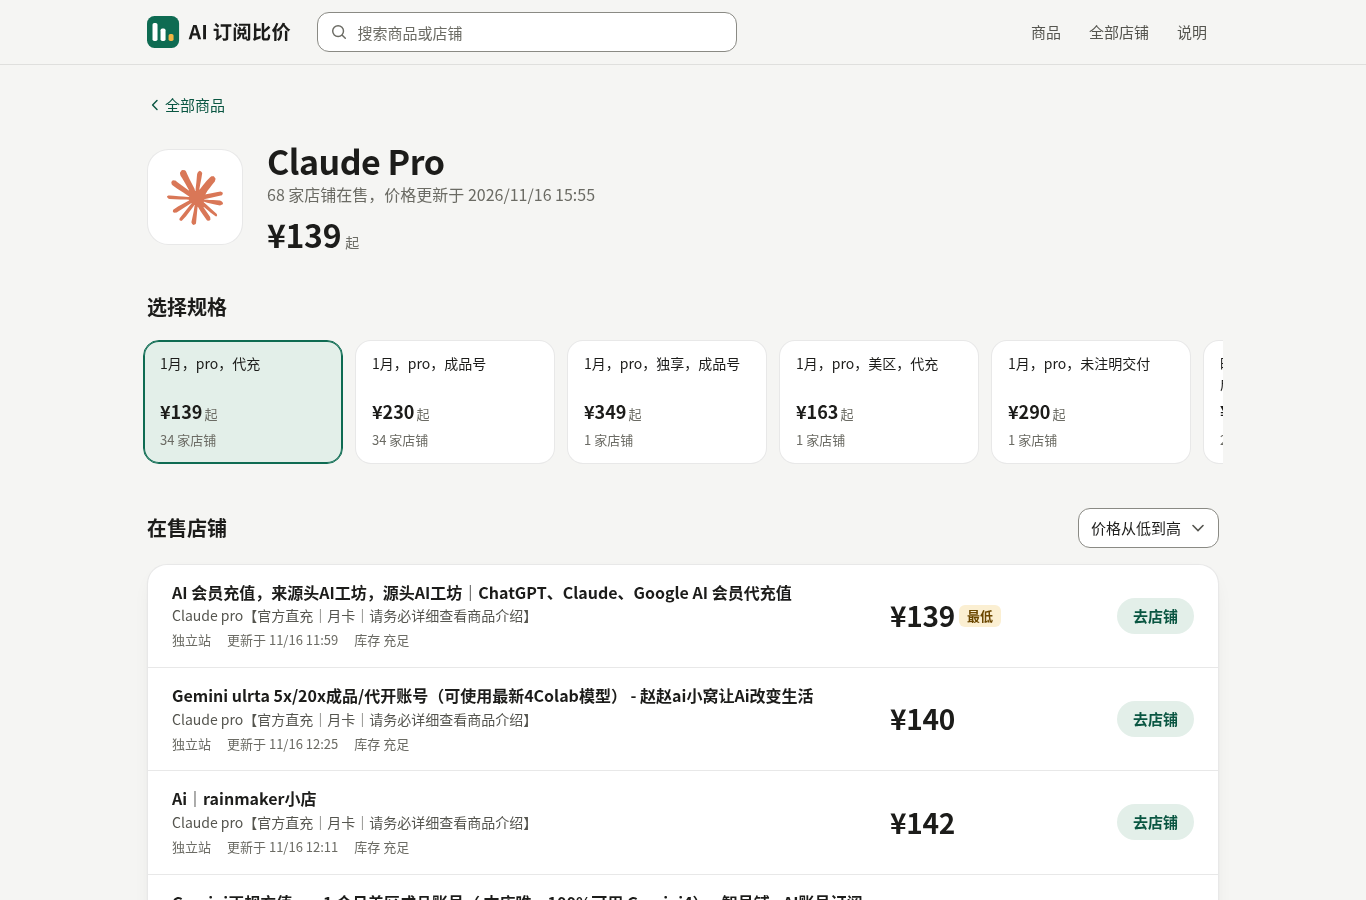 AI 订阅比价
搜索商品或店铺
商品
全部店铺
说明
全部商品
Claude Pro
68 家店铺在售，价格更新于 2026/11/16 15:55
¥139 起
选择规格
1月，pro，代充
¥139 起
34 家店铺
1月，pro，成品号
¥230 起
34 家店铺
1月，pro，独享，成品号
¥349 起
1 家店铺
1月，pro，美区，代充
¥163 起
1 家店铺
1月，pro，未注明交付
¥290 起
1 家店铺
在售店铺
价格从低到高
AI 会员充值，来源头AI工坊，源头AI工坊｜ChatGPT、Claude、Google AI 会员代充值
Claude pro【官方直充｜月卡｜请务必详细查看商品介绍】
独立站 更新于 11/16 11:59 库存 充足
¥139 最低
去店铺
Gemini ulrta 5x/20x成品/代开账号（可使用最新4Colab模型） - 赵赵ai小窝让Ai改变生活
Claude pro【官方直充｜月卡｜请务必详细查看商品介绍】
独立站 更新于 11/16 12:25 库存 充足
¥140
去店铺
Ai｜rainmaker小店
Claude pro【官方直充｜月卡｜请务必详细查看商品介绍】
独立站 更新于 11/16 12:11 库存 充足
¥142
去店铺